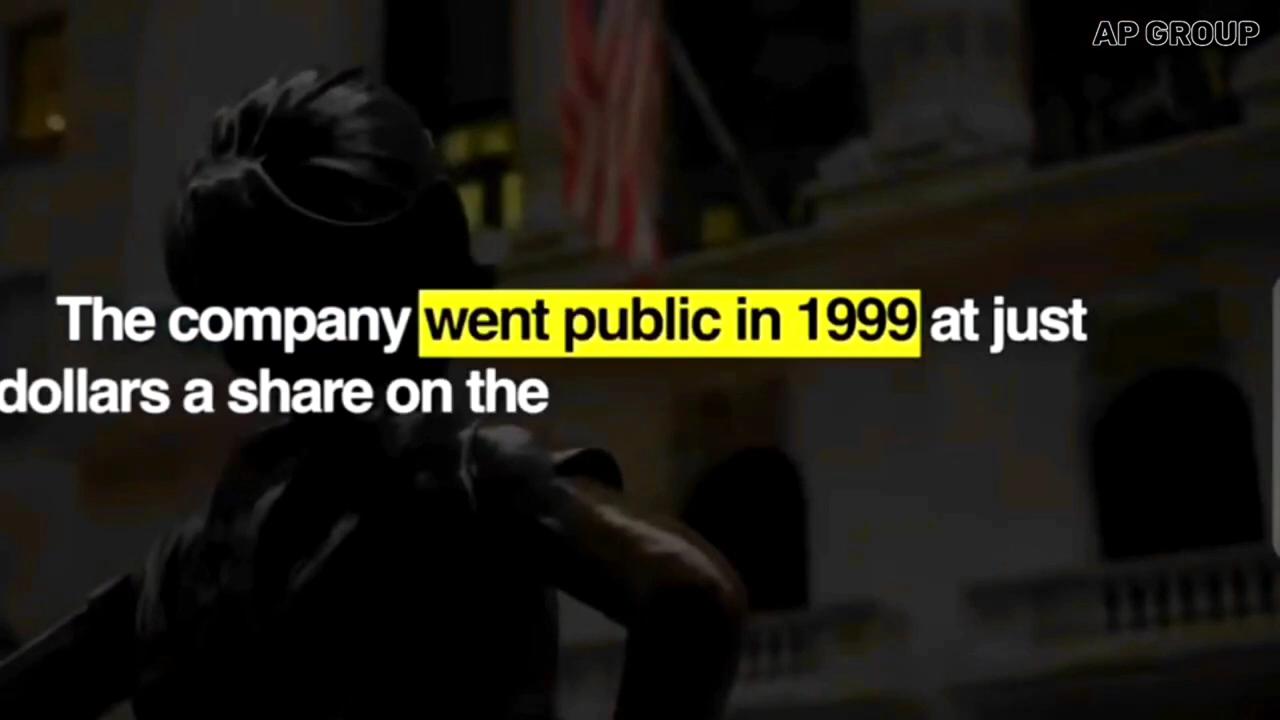 AP GROUP
The company went public in 1999 at just
dollars a share on the